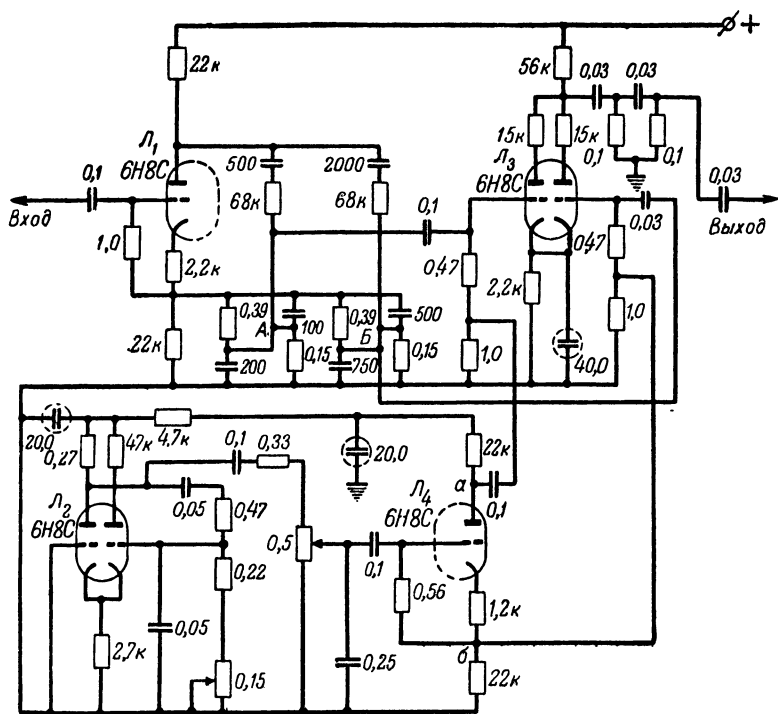 +
22к
56к
0,03 0,03
Л₁
6Н8С
500
2000
15к
15к
Л₃
6Н8С
0,1
0,1
0,1
Вход
68к
68к
0,1
0,03
Выход
0,03
1,0
2,2к
0,47
0,47
2,2к
22к
0,39
А
100
0,39
Б
500
200
0,15
750
0,15
1,0
40,0
1,0
20,0
0,27
47к
4,7к
20,0
22к
0,1
0,33
а
0,1
Л₂
6Н8С
0,05
0,47
Л₄
6Н8С
0,5
0,1
0,22
0,56
1,2к
2,7к
0,05
0,15
0,25
б
22к